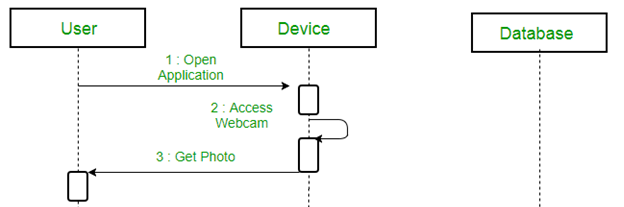 User
Device
Database
1 : Open
Application
2 : Access
Webcam
3 : Get Photo